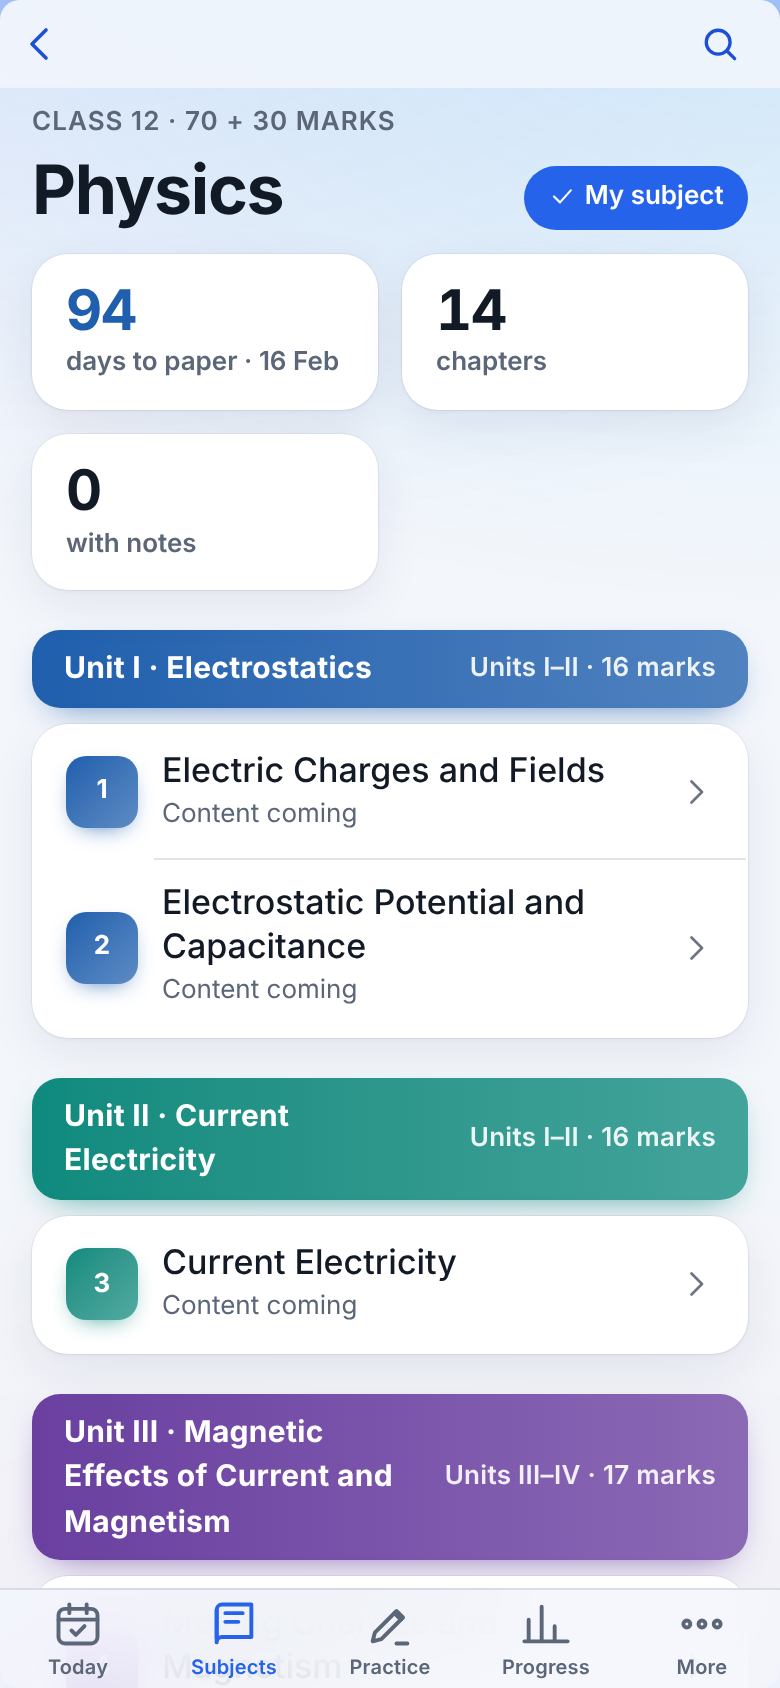 CLASS 12 · 70 + 30 MARKS
Physics
My subject
94
days to paper · 16 Feb
14
chapters
0
with notes
Unit I · Electrostatics
Units I–II · 16 marks
1
Electric Charges and Fields
Content coming
2
Electrostatic Potential and
Capacitance
Content coming
Unit II · Current
Electricity
Units I–II · 16 marks
3
Current Electricity
Content coming
Unit III · Magnetic
Effects of Current and
Magnetism
Units III–IV · 17 marks
Magnetism
Today
Subjects
Practice
Progress
More